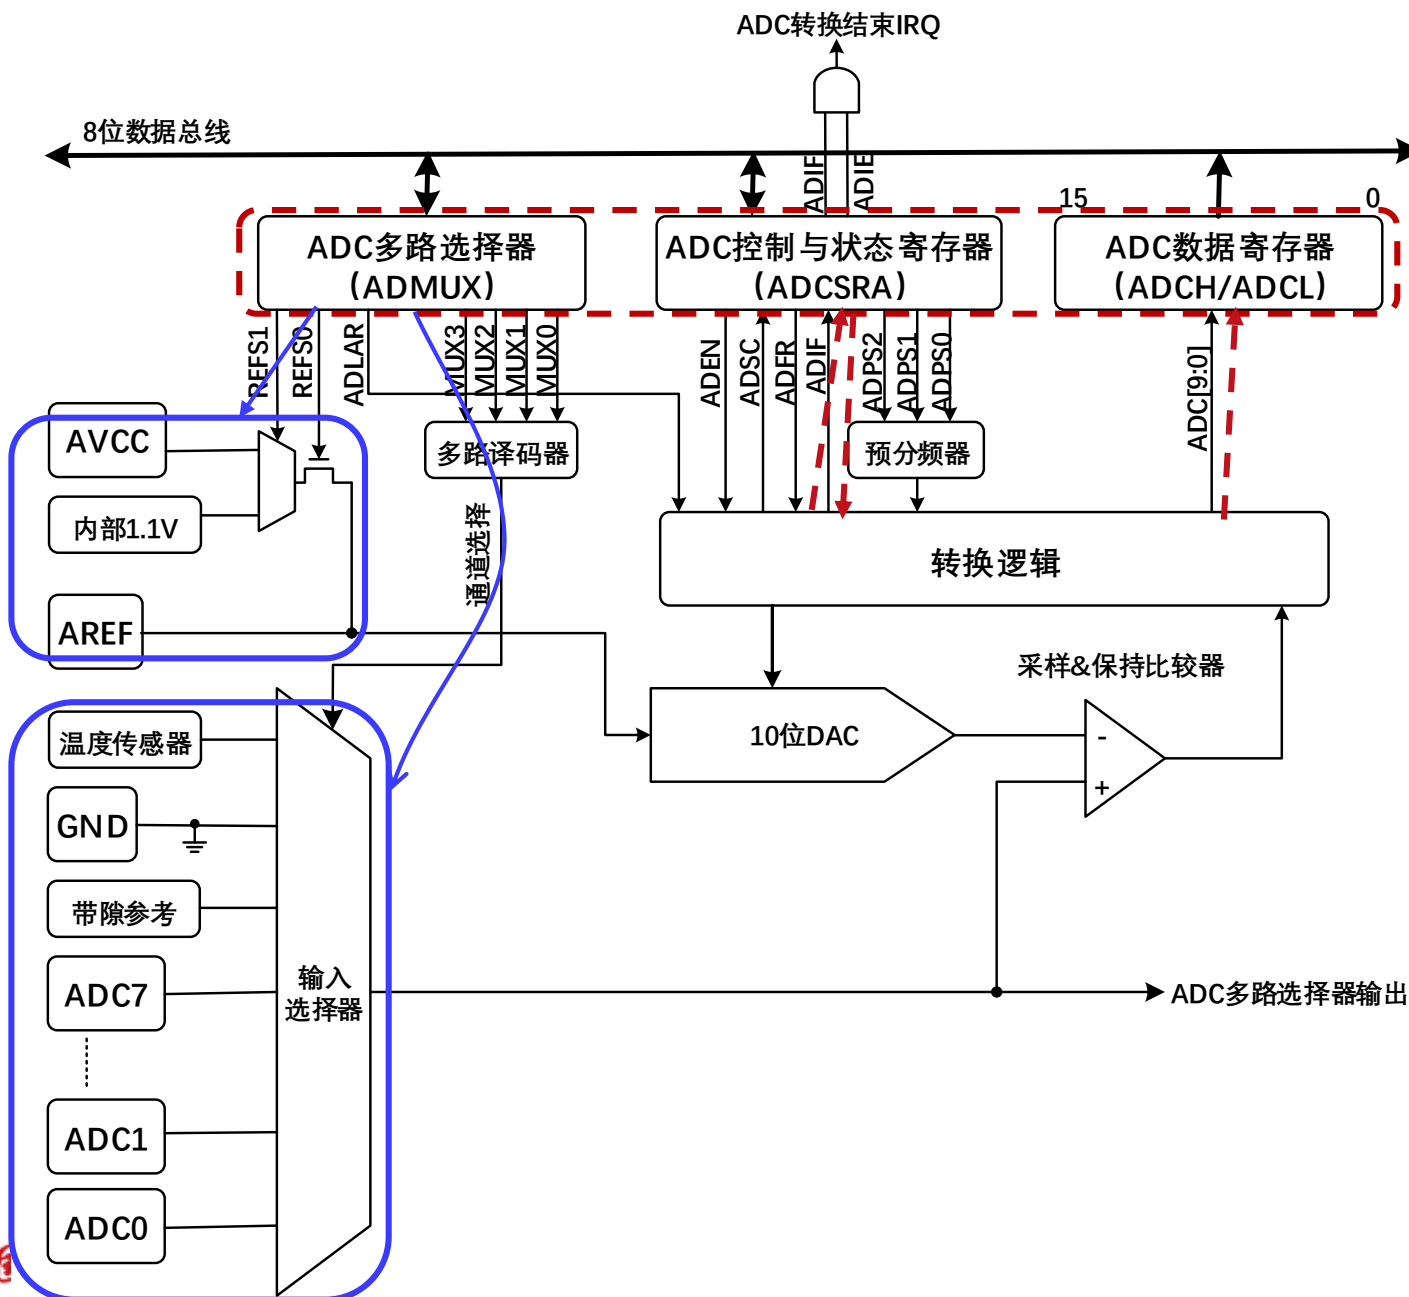 ADC转换结束IRQ
8位数据总线
ADIF
ADIE
15
0
ADC多路选择器
(ADMUX)
ADC控制与状态寄存器
(ADCSRA)
ADC数据寄存器
(ADCH/ADCL)
REFS1
REFS0
ADLAR
MUX3
MUX2
MUX1
MUX0
ADEN
ADSC
ADFR
ADIF
ADPS2
ADPS1
ADPS0
ADC[9:0]
AVCC
多路译码器
预分频器
内部1.1V
通道选择
转换逻辑
AREF
采样&保持比较器
温度传感器
10位DAC
-
+
GND
带隙参考
ADC7
输入
选择器
ADC多路选择器输出
ADC1
ADC0